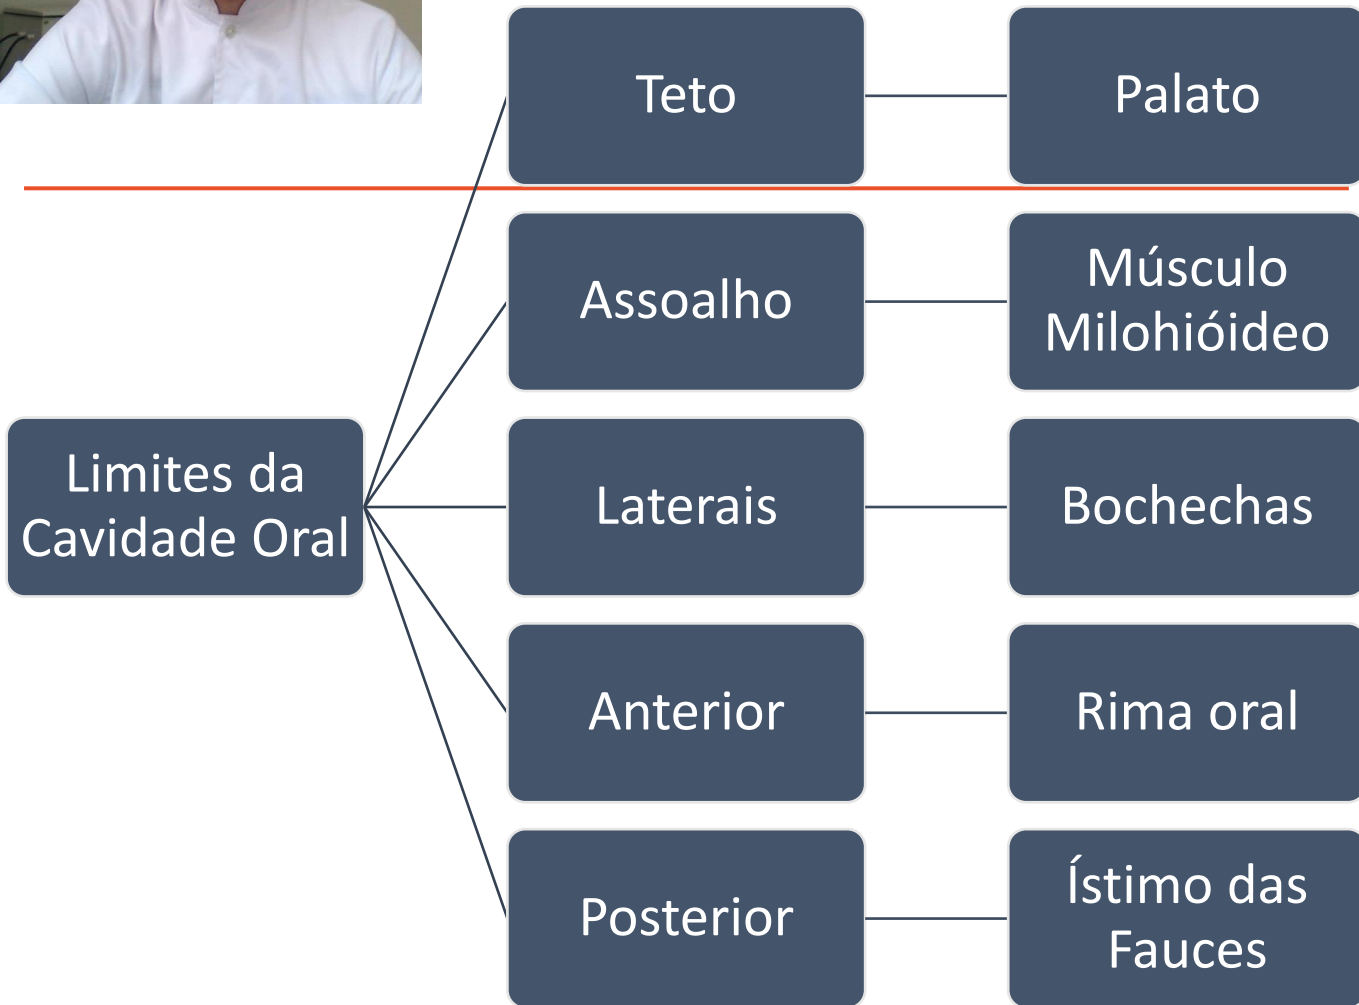 Limites da
Cavidade Oral
Teto
Palato
Assoalho
Músculo
Milohióideo
Laterais
Bochechas
Anterior
Rima oral
Posterior
Ístimo das
Fauces